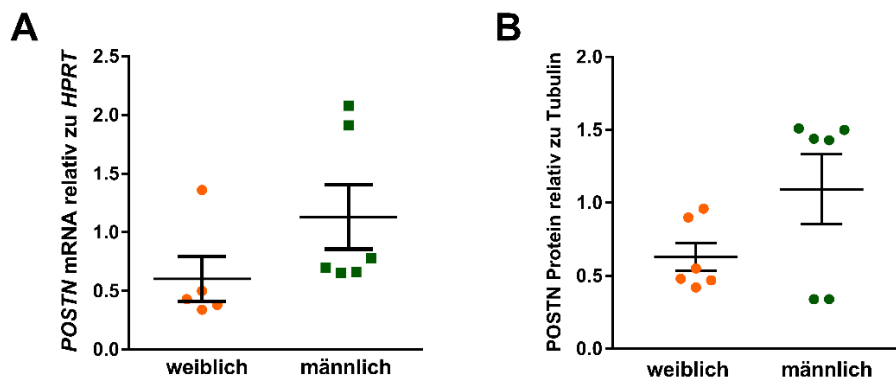 A
POSTN mRNA relativ zu HPRT
2.5
2.0
1.5
1.0
0.5
0.0
weiblich männlich
B
POSTN Protein relativ zu Tubulin
2.0
1.5
1.0
0.5
0.0
weiblich männlich